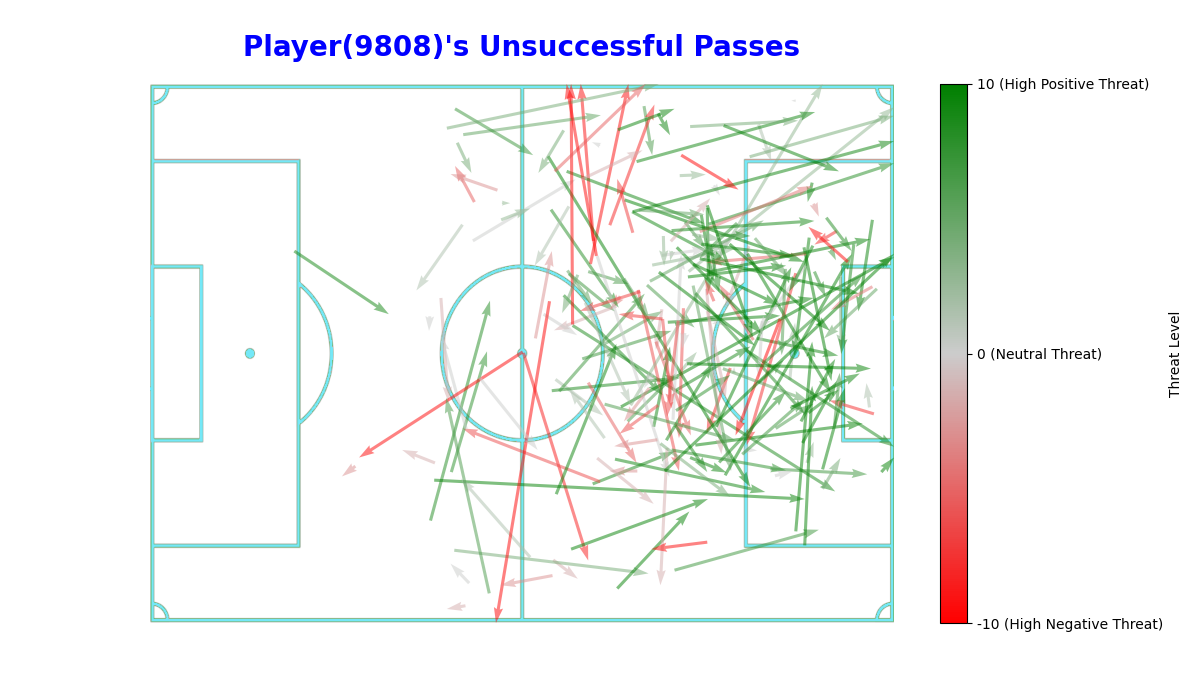 Player(9808)'s Unsuccessful Passes
10 (High Positive Threat)
0 (Neutral Threat)
-10 (High Negative Threat)
Threat Level